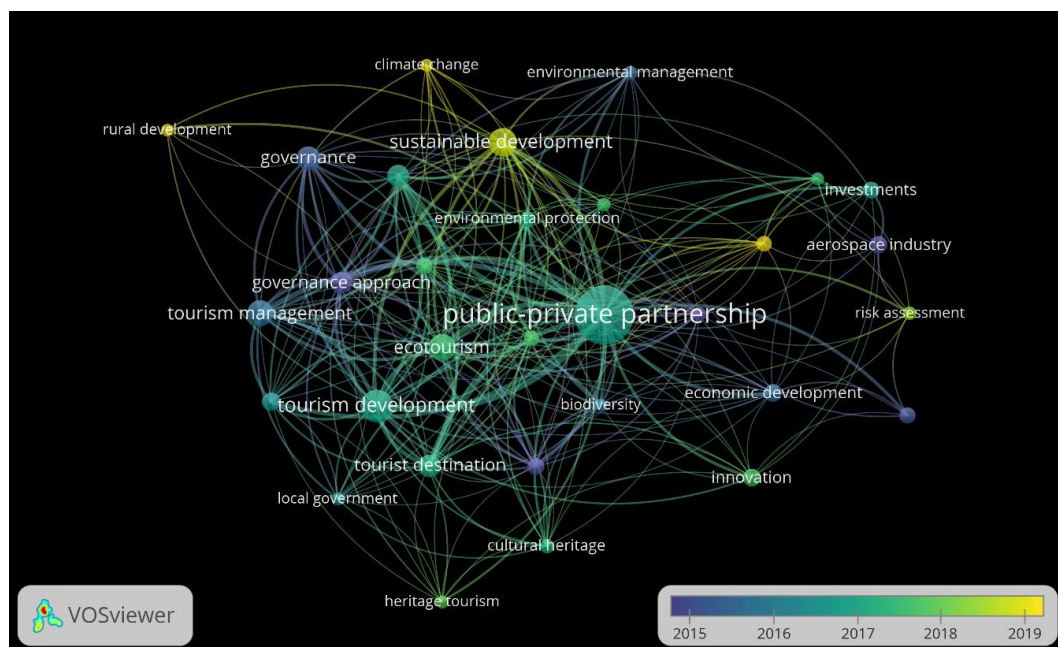 climate change
environmental management
rural development
sustainable development
governance
investments
environmental protection
aerospace industry
governance approach
tourism management
public-private partnership
risk assessment
ecotourism
economic development
tourism development
biodiversity
tourist destination
innovation
local government
cultural heritage
heritage tourism
VOSviewer
2015 2016 2017 2018 2019